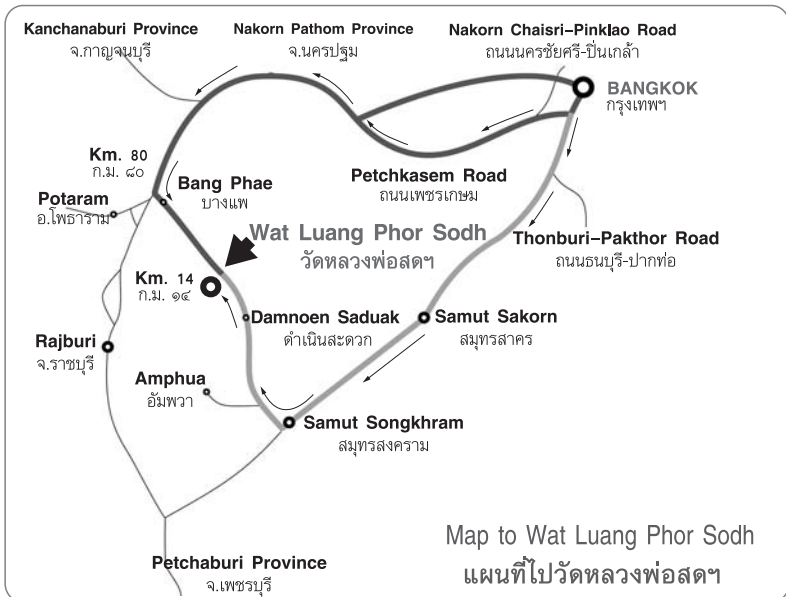 Kanchanaburi Province
จ.กาญจนบุรี
Nakorn Pathom Province
จ.นครปฐม
Nakorn Chaisri-Pinklao Road
ถนนนครชัยศรี-ปิ่นเกล้า
BANGKOK
กรุงเทพฯ
Km. 80
ก.ม. ๘๐
Petchkasem Road
ถนนเพชรเกษม
Potaram
อ.โพธาราม
Bang Phae
บางแพ
Wat Luang Phor Sodh
วัดหลวงพ่อสดฯ
Thonburi-Pakthor Road
ถนนธนบุรี-ปากท่อ
Km. 14
ก.ม. ๑๔
Damnoen Saduak
ดำเนินสะดวก
Samut Sakorn
สมุทรสาคร
Rajburi
จ.ราชบุรี
Amphua
อัมพวา
Samut Songkhram
สมุทรสงคราม
Petchaburi Province
จ.เพชรบุรี
Map to Wat Luang Phor Sodh
แผนที่ไปวัดหลวงพ่อสดฯ